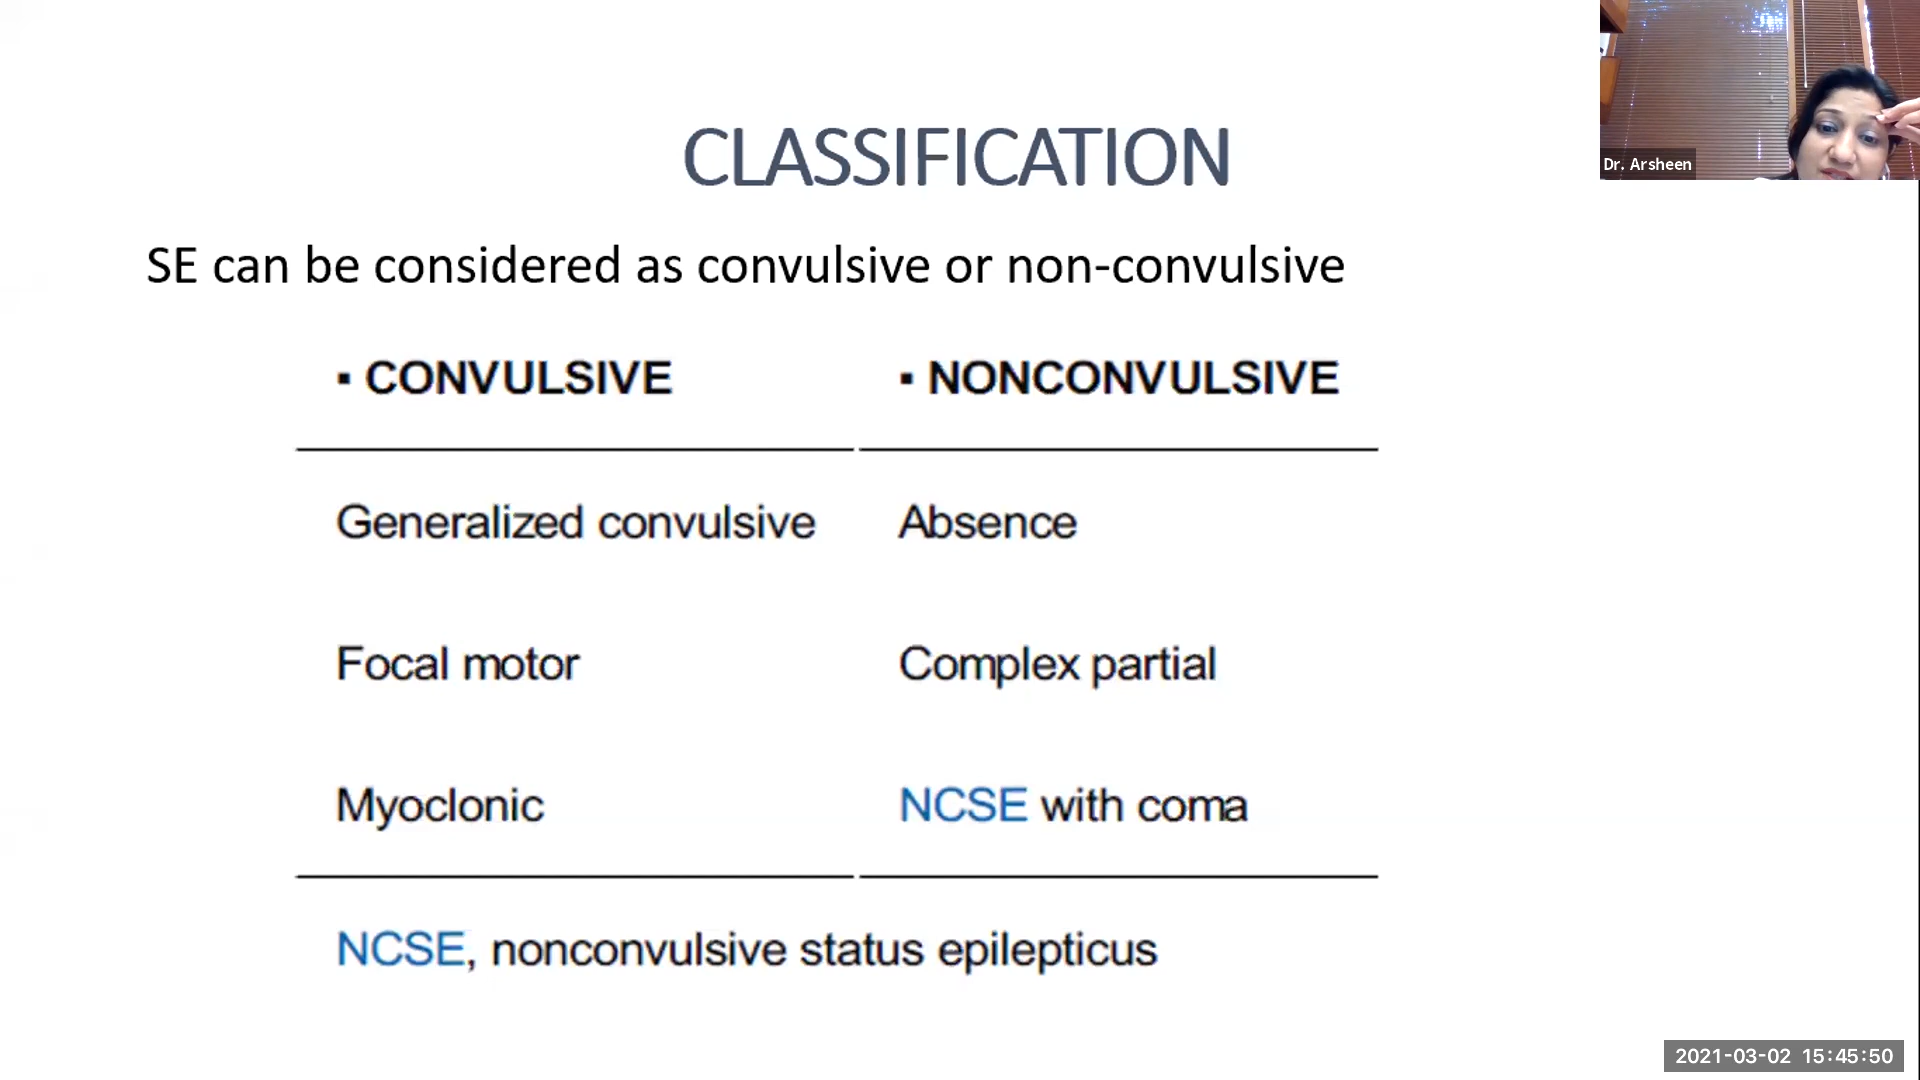 CLASSIFICATION
Dr. Arsheen
SE can be considered as convulsive or non-convulsive
▪ CONVULSIVE ▪ NONCONVULSIVE
Generalized convulsive Absence
Focal motor Complex partial
Myoclonic NCSE with coma
NCSE, nonconvulsive status epilepticus
2021-03-02 15:45:50